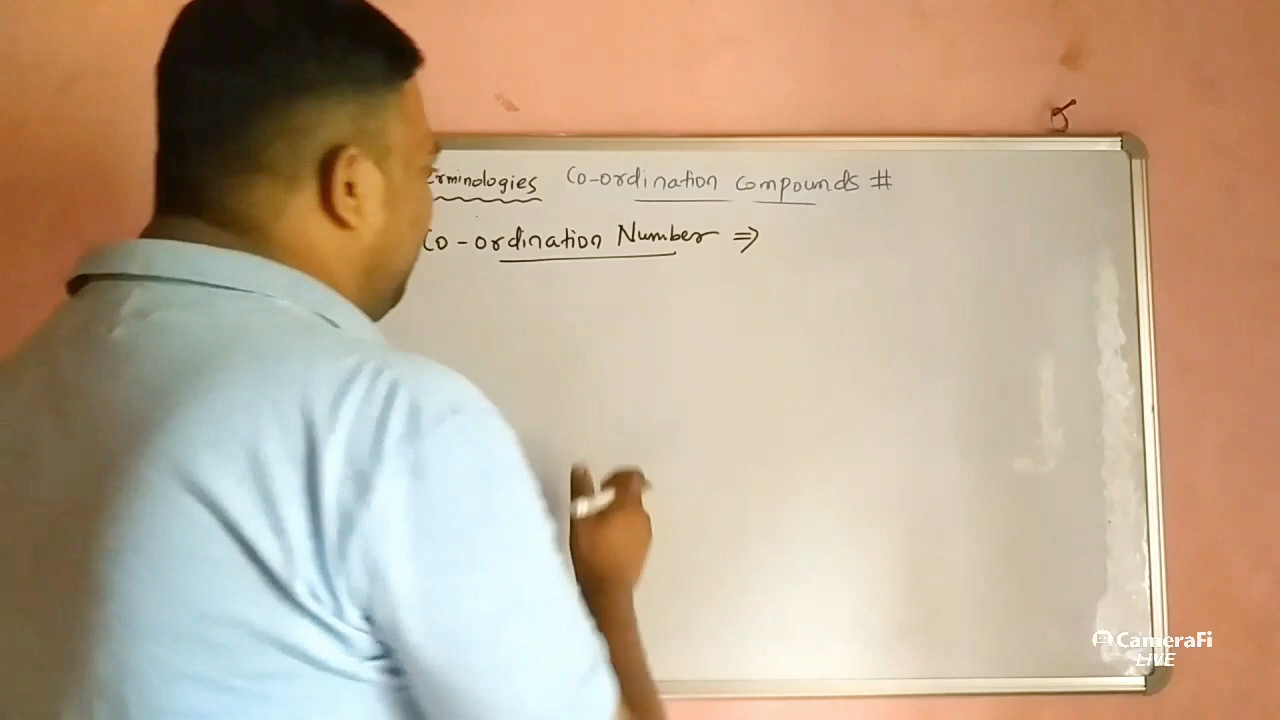 erminologies Co-ordination compounds #
Co-ordination Number ⇒
CameraFi
LIVE